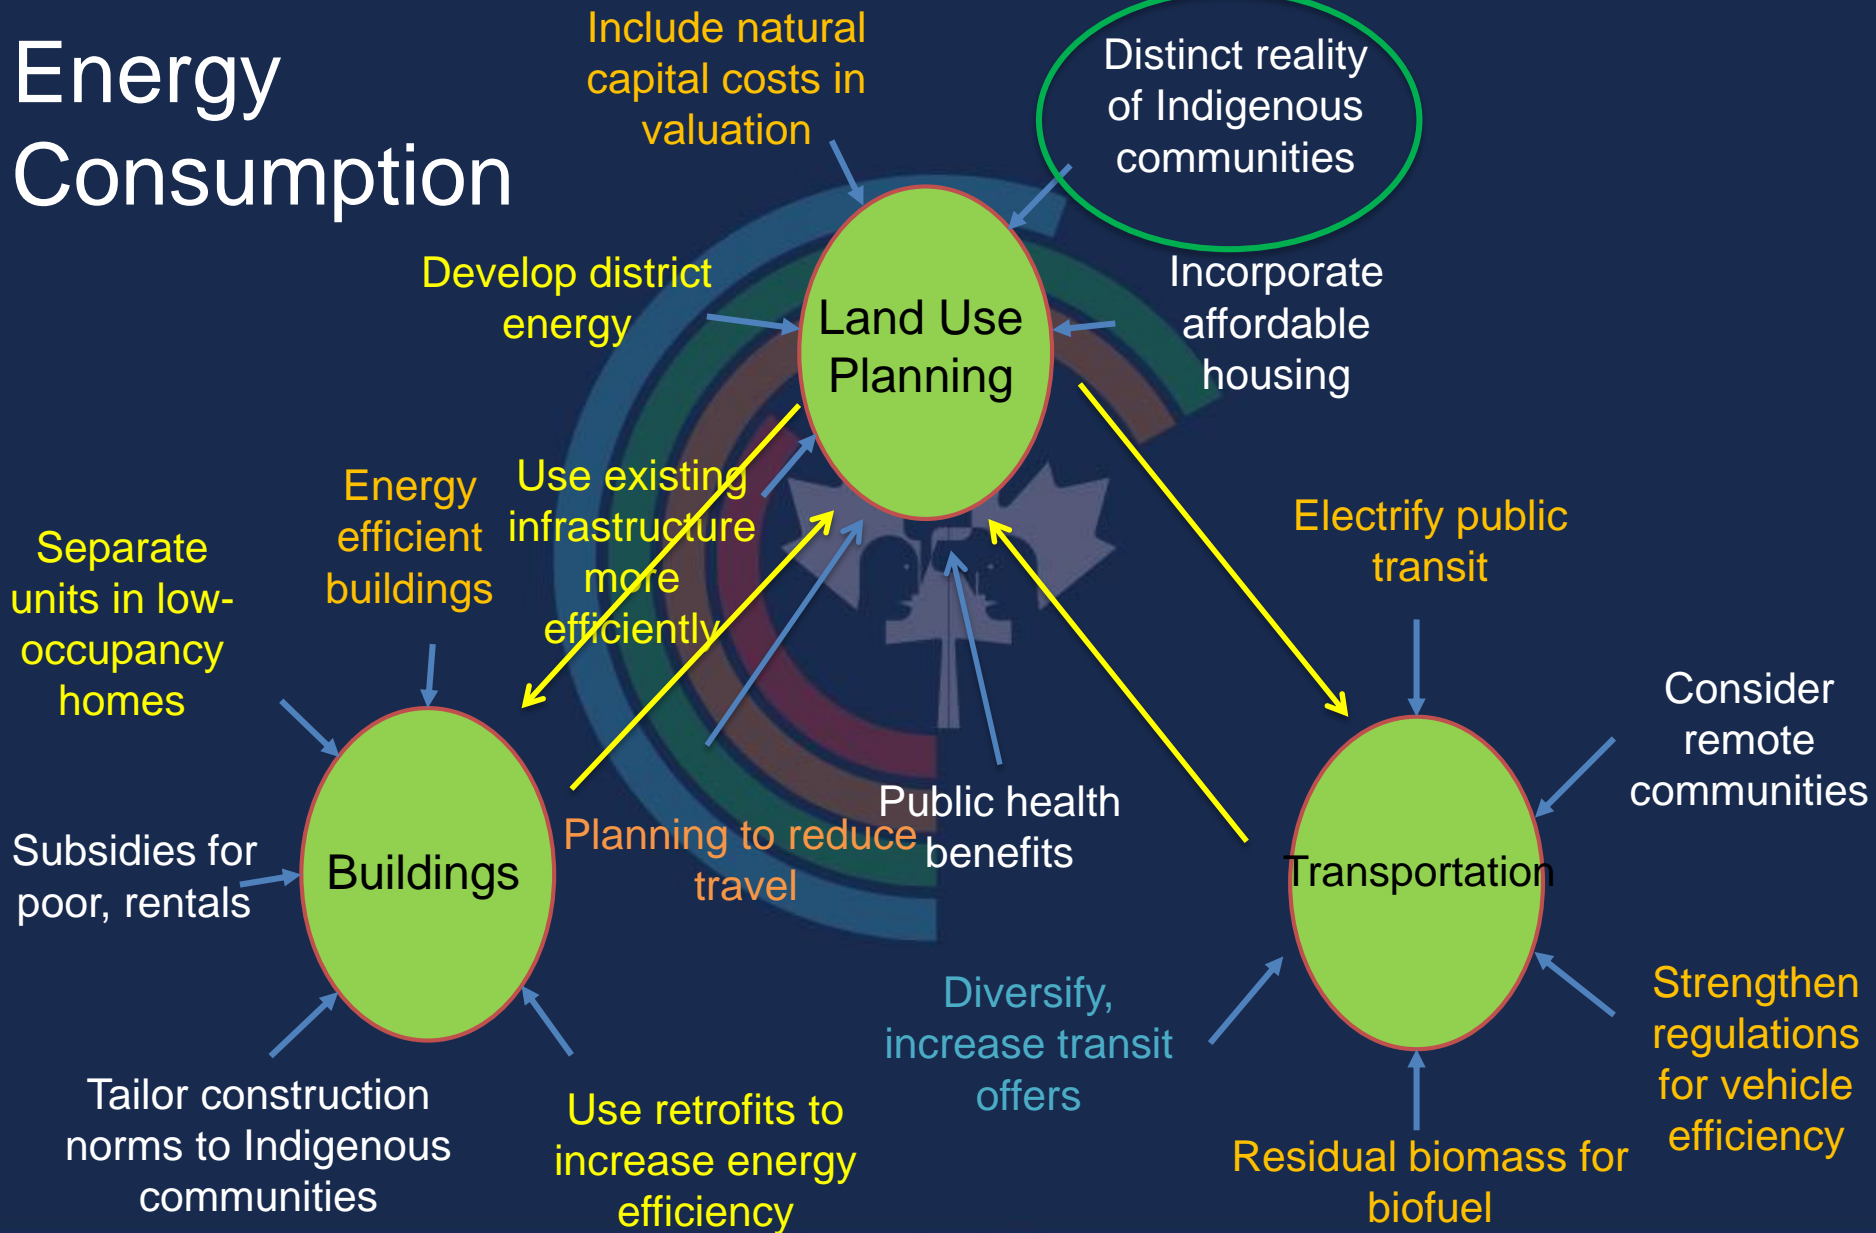 Energy
Consumption
Include natural
capital costs in
valuation
Distinct reality
of Indigenous
communities
Develop district
energy
Land Use
Planning
Incorporate
affordable
housing
Separate
units in low-
occupancy
homes
Energy
efficient
buildings
Use existing
infrastructure
more
efficiently
Electrify public
transit
Consider
remote
communities
Subsidies for
poor, rentals
Buildings
Planning to reduce
travel
Public health
benefits
Transportation
Tailor construction
norms to Indigenous
communities
Use retrofits to
increase energy
efficiency
Diversify,
increase transit
offers
Residual biomass for
biofuel
Strengthen
regulations
for vehicle
efficiency